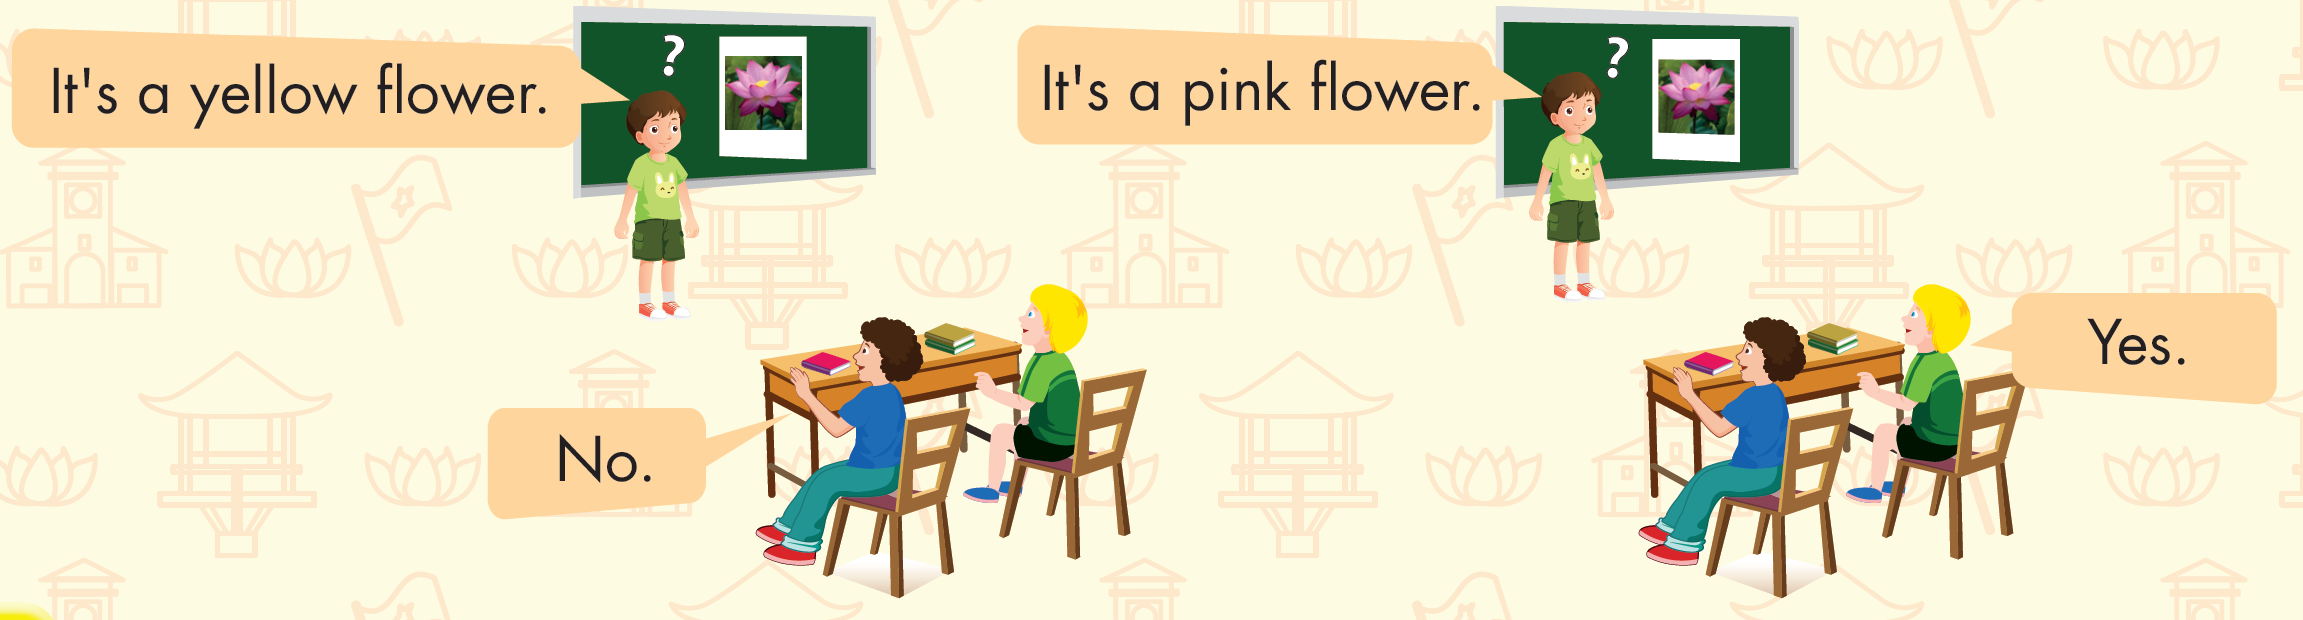 It's a yellow flower.
?
No.
It's a pink flower.
?
Yes.